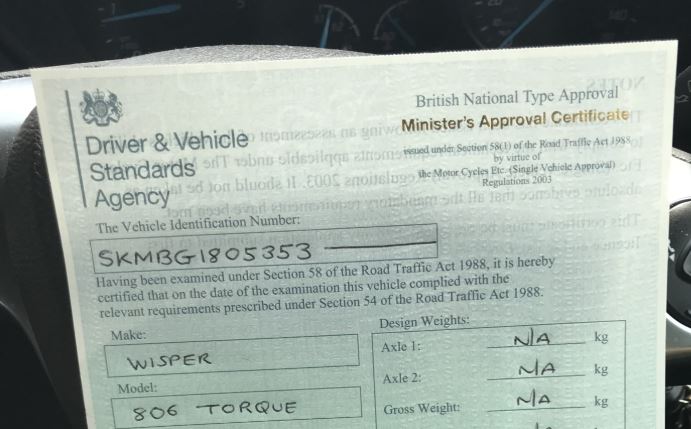 British National Type Approval
Minister's Approval Certificate
issued under Section 58(1) of the Road Traffic Act 1988
by virtue of
the Motor Cycles Etc. (Single Vehicle Approval)
Regulations 2003
Driver & Vehicle
Standards
Agency
The Vehicle Identification Number:
SKMBG1805353
Having been examined under Section 58 of the Road Traffic Act 1988, it is hereby
certified that on the date of the examination this vehicle complied with the
relevant requirements prescribed under Section 54 of the Road Traffic Act 1988.
Make:
WISPER
Model:
806 TORQUE
Design Weights:
Axle 1: N/A kg
Axle 2: N/A kg
Gross Weight: N/A kg